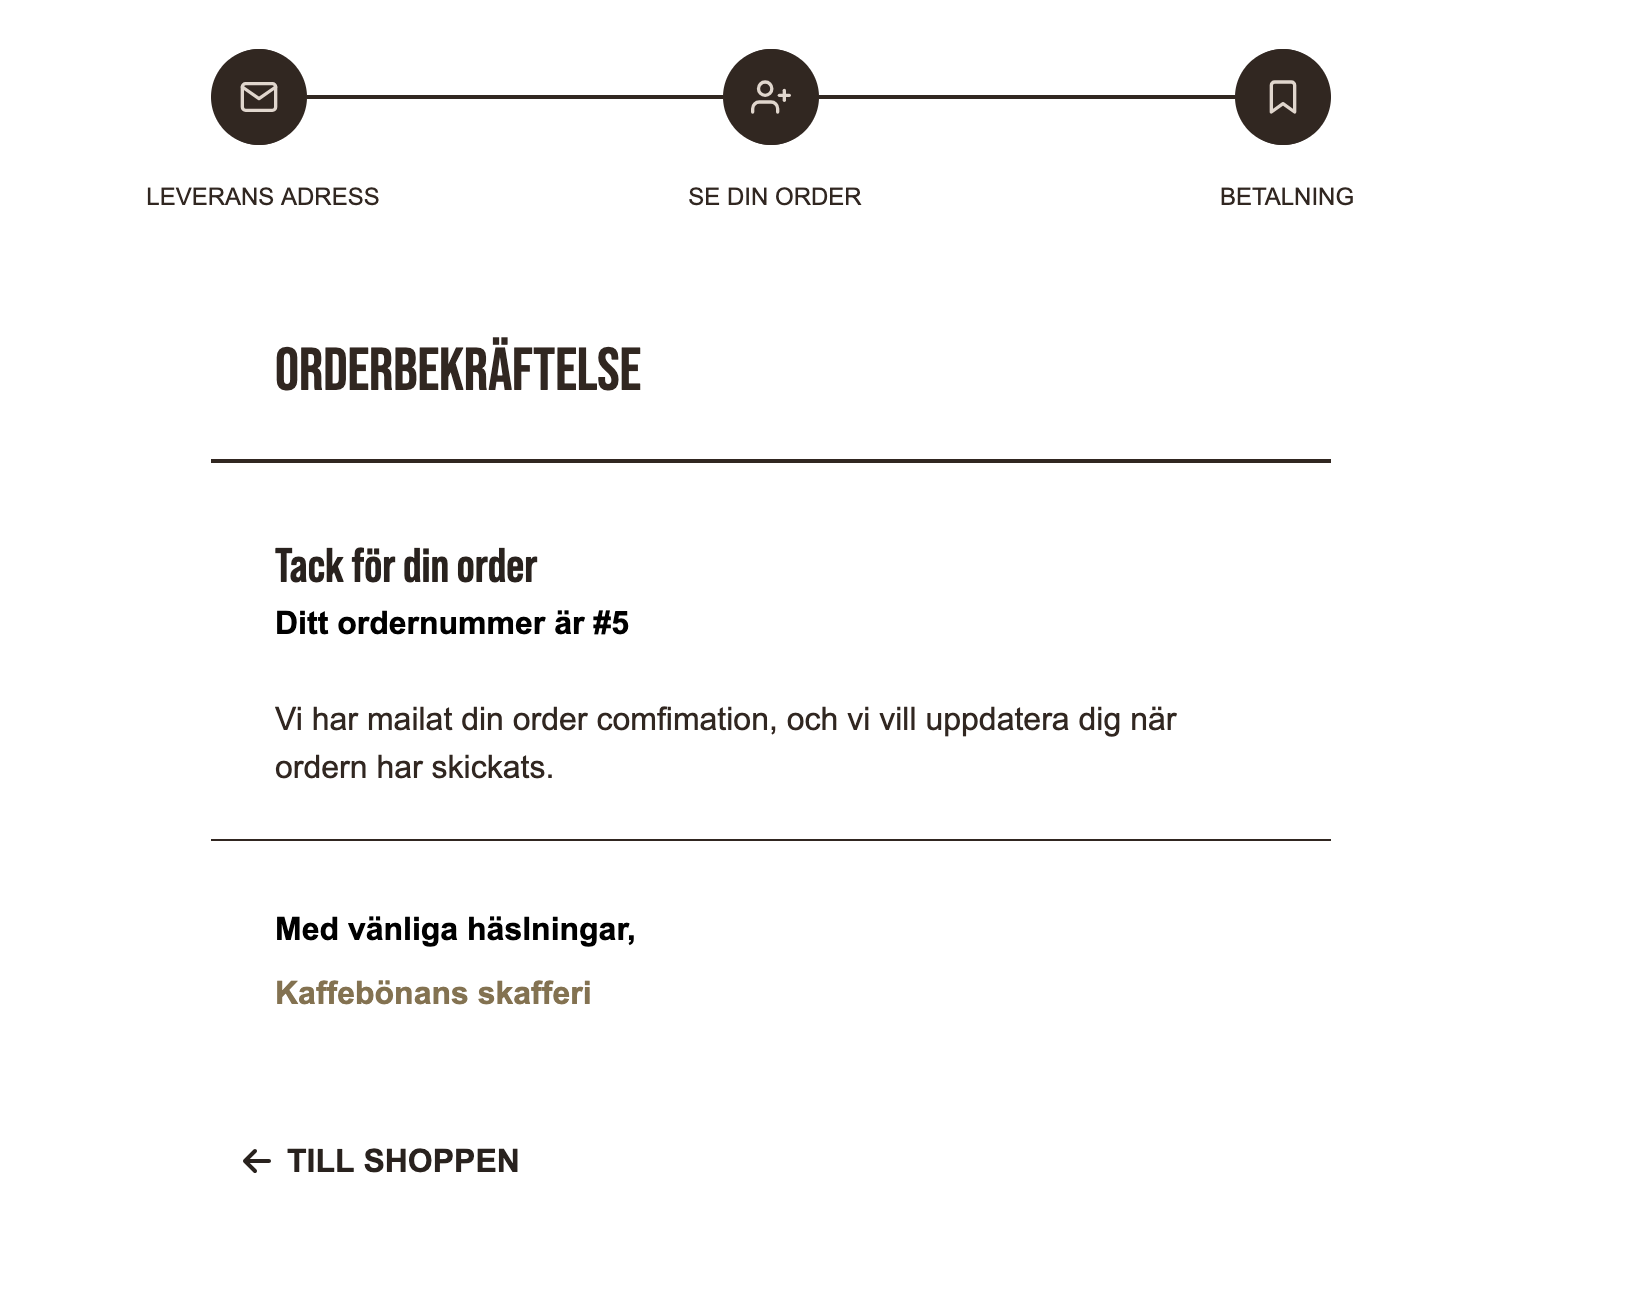 LEVERANS ADRESS
SE DIN ORDER
BETALNING
ORDERBEKRÄFTELSE
Tack för din order
Ditt ordernummer är #5
Vi har mailat din order comfimation, och vi vill uppdatera dig när
ordern har skickats.
Med vänliga häslningar,
Kaffebönans skafferi
TILL SHOPPEN